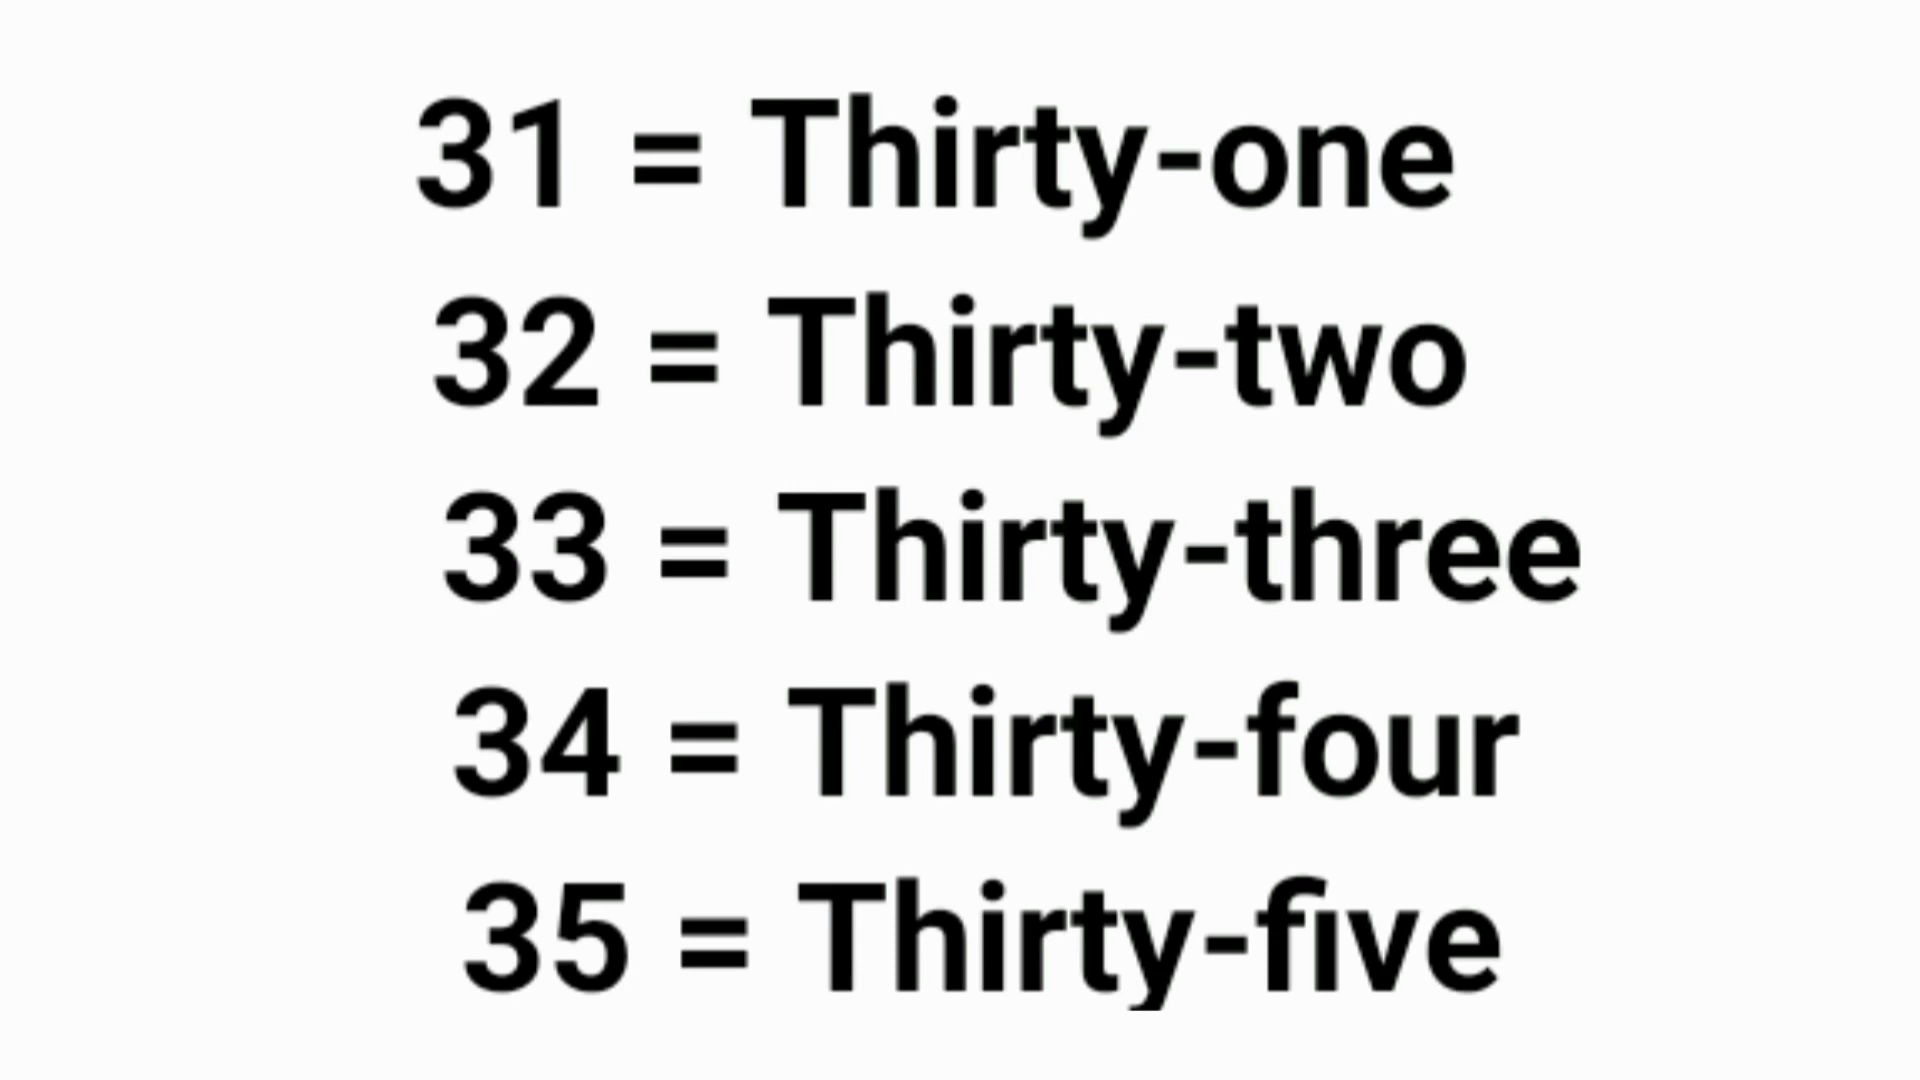 31 = Thirty-one
32 = Thirty-two
33 = Thirty-three
34 = Thirty-four
35 = Thirty-five